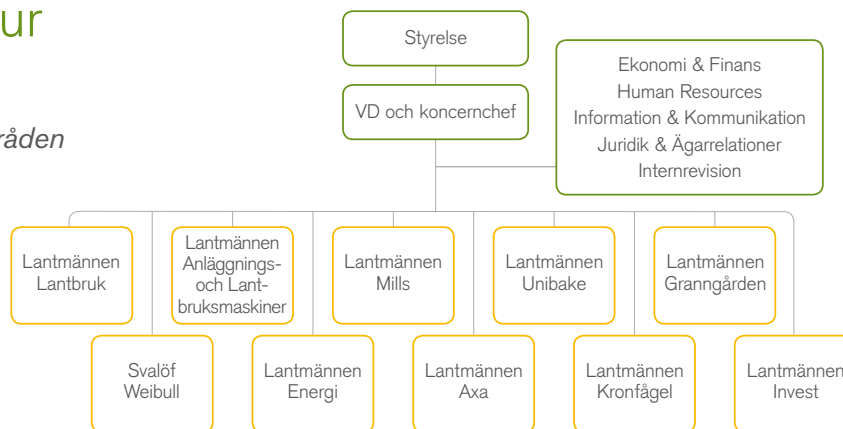 ur
råden
Styrelse
VD och koncernchef
Ekonomi & Finans
Human Resources
Information & Kommunikation
Juridik & Ägarrelationer
Internrevision
Lantmännen
Lantbruk
Lantmännen
Anläggnings-
och Lant-
bruksmaskiner
Lantmännen
Mills
Lantmännen
Unibake
Lantmännen
Granngården
Svalöf
Weibull
Lantmännen
Energi
Lantmännen
Axa
Lantmännen
Kronfågel
Lantmännen
Invest